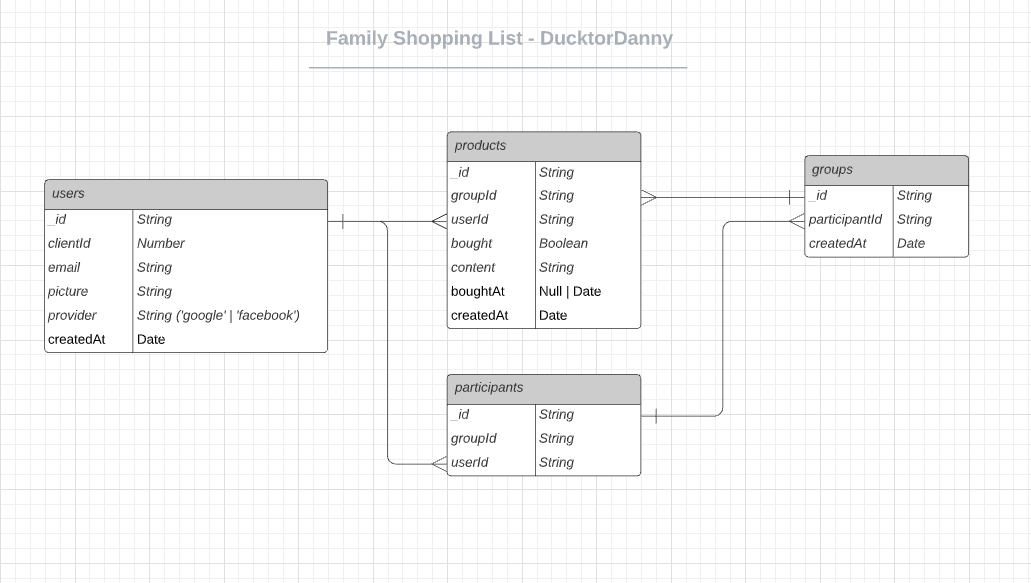 Family Shopping List - DucktorDanny
users
_id String
clientId Number
email String
picture String
provider String ('google' | 'facebook')
createdAt Date
products
_id String
groupId String
userId String
bought Boolean
content String
boughtAt Null | Date
createdAt Date
participants
_id String
groupId String
userId String
groups
_id String
participantId String
createdAt Date